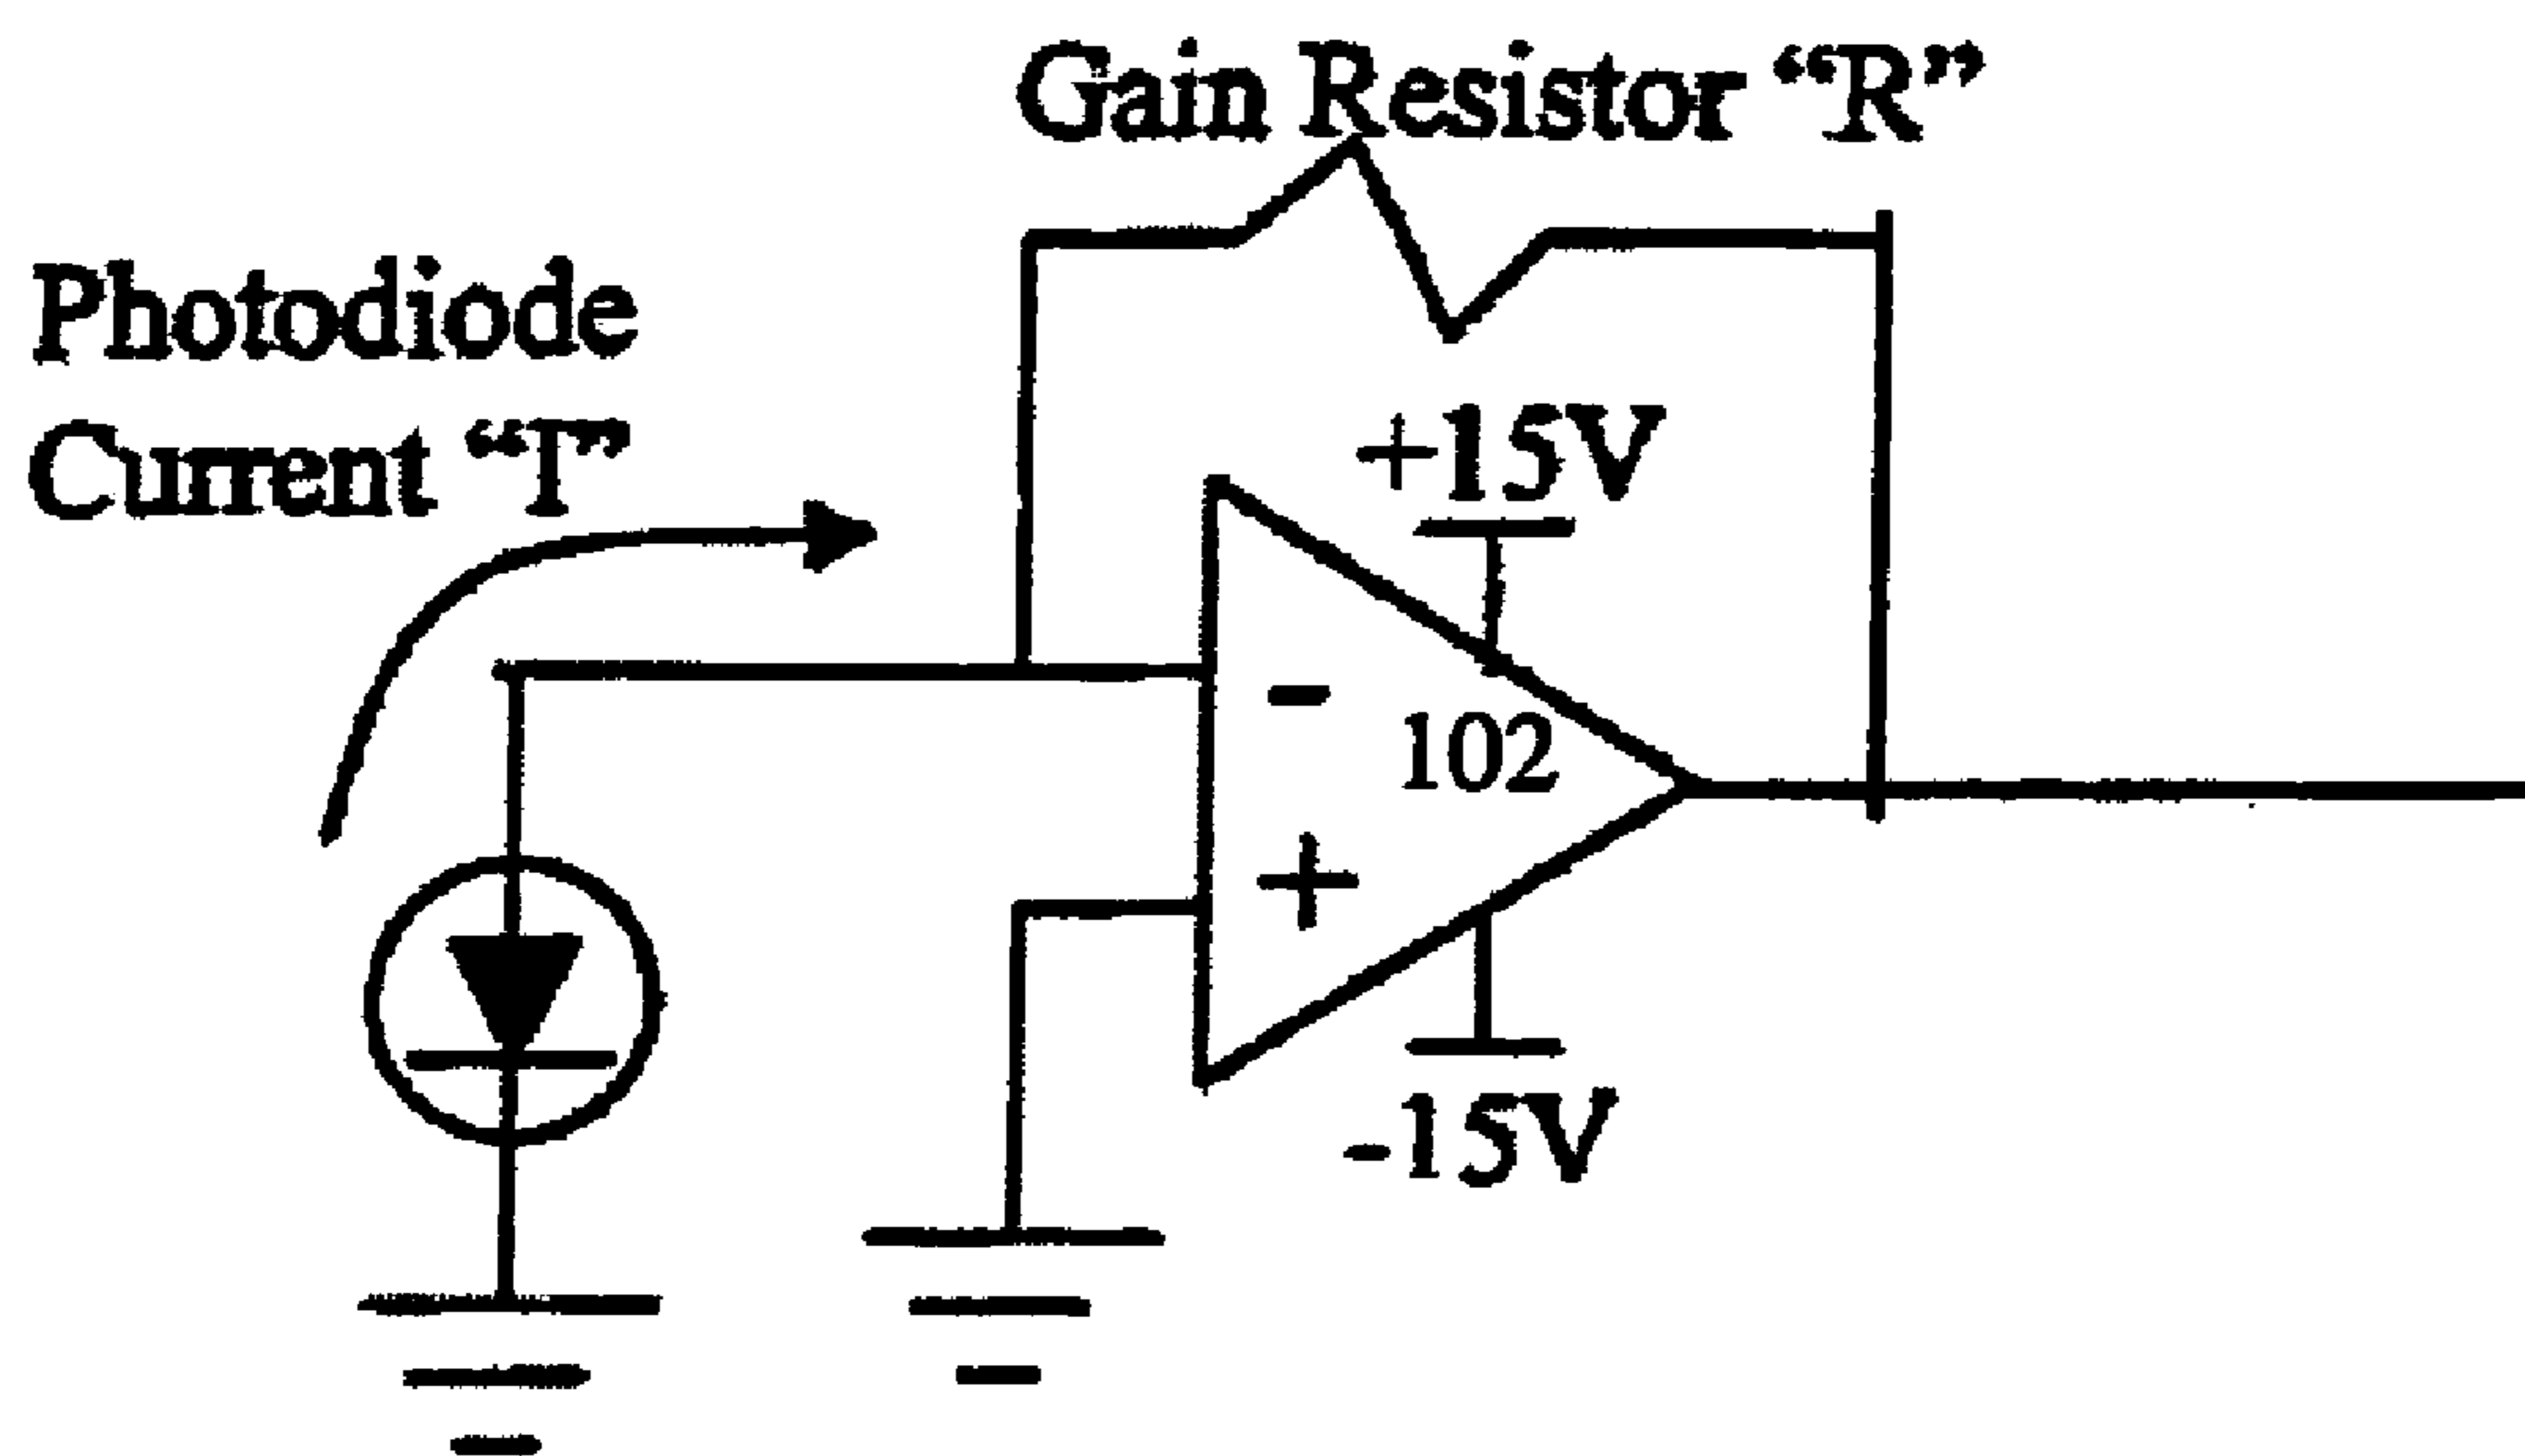 Gain Resistor “R”
Photodiode
Current “I”
+15V
-
102
+
-15V